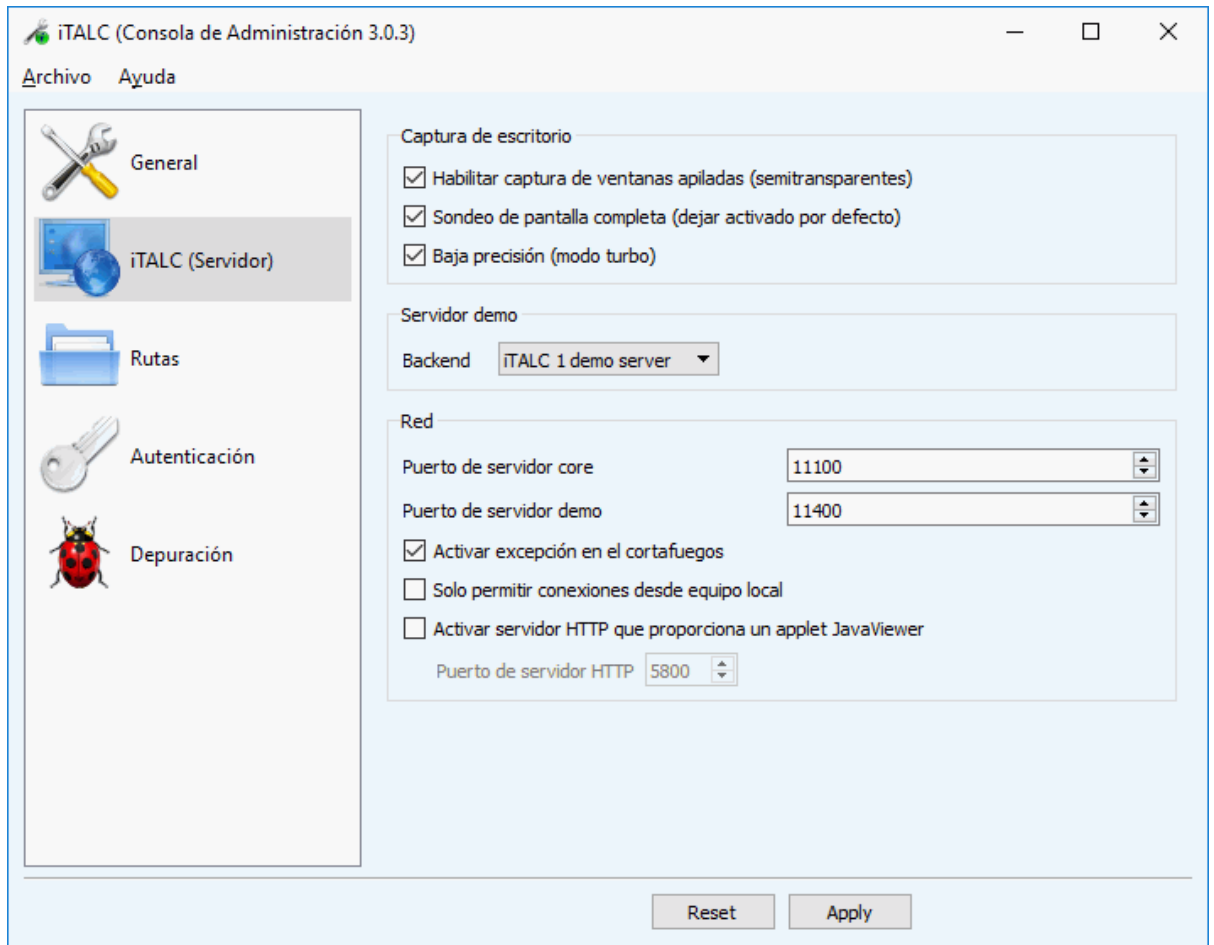 iTALC (Consola de Administración 3.0.3)
Archivo Ayuda
General
iTALC (Servidor)
Rutas
Autenticación
Depuración
Captura de escritorio
Habilitar captura de ventanas apiladas (semitransparentes)
Sondeo de pantalla completa (dejar activado por defecto)
Baja precisión (modo turbo)
Servidor demo
Backend iTALC 1 demo server
Red
Puerto de servidor core 11100
Puerto de servidor demo 11400
Activar excepción en el cortafuegos
Solo permitir conexiones desde equipo local
Activar servidor HTTP que proporciona un applet JavaViewer
Puerto de servidor HTTP 5800
Reset Apply